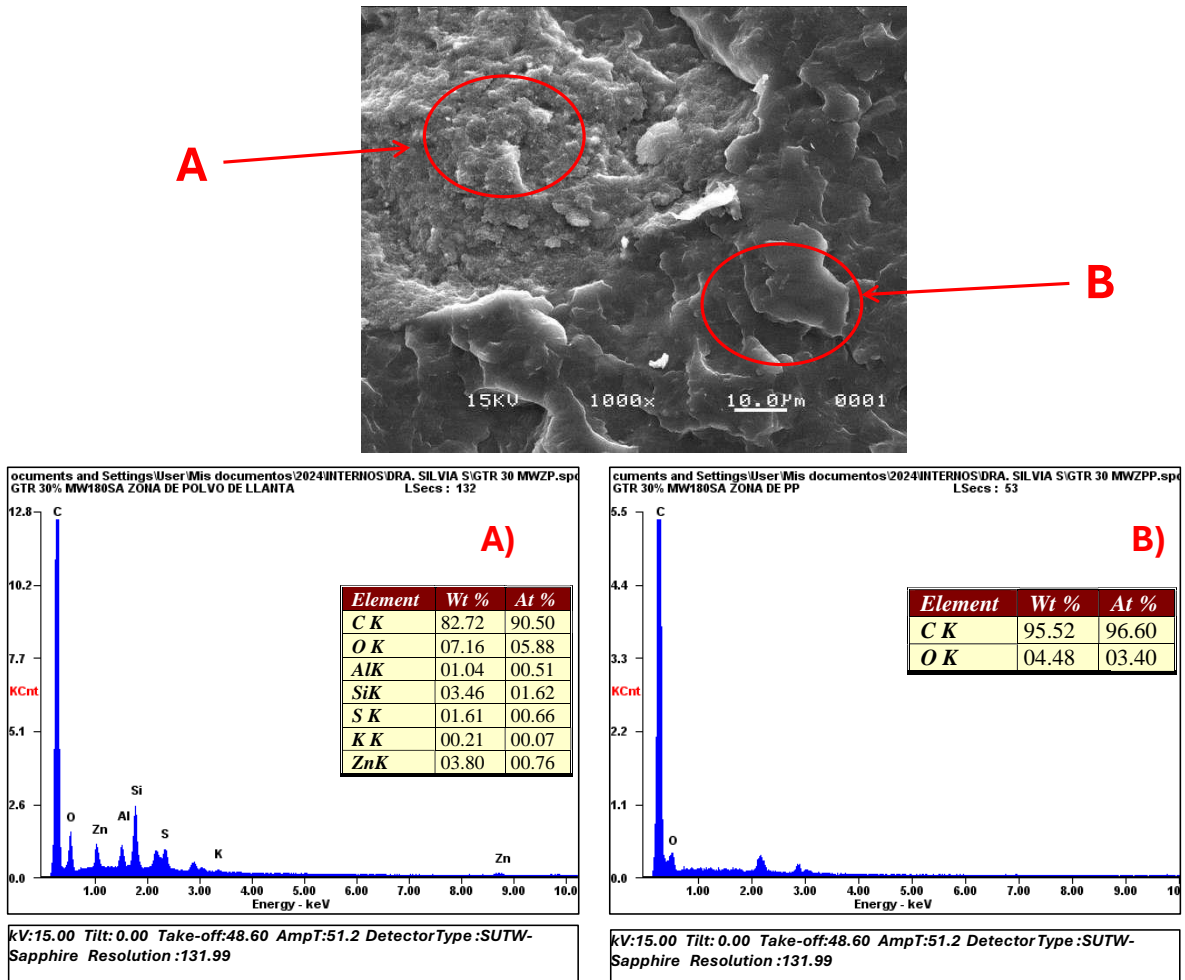 A
B
15KV 1000x 10.0µm 0001
ocuments and Settings\User\Mis documentos\2024\INTERNOS\DRA. SILVIA S\GTR 30 MWZP.spc
GTR 30% MW180SA ZONA DE POLVO DE LLANTA LSecs : 132
12.8
10.2
7.7
KCnt
5.1
2.6
0.0
A)
Element Wt % At %
C K 82.72 90.50
O K 07.16 05.88
AlK 01.04 00.51
SiK 03.46 01.62
S K 01.61 00.66
K K 00.21 00.07
ZnK 03.80 00.76
C
O
Zn
Al
Si
S
K
Zn
1.00 2.00 3.00 4.00 5.00 6.00 7.00 8.00 9.00 10.0
Energy - keV
kV:15.00 Tilt: 0.00 Take-off:48.60 AmpT:51.2 DetectorType :SUTW-
Sapphire Resolution :131.99
cuments and Settings\User\Mis documentos\2024\INTERNOS\DRA. SILVIA S\GTR 30 MWZPP.spc
GTR 30% MW180SA ZONA DE PP LSecs : 53
5.5
4.4
3.3
KCnt
2.2
1.1
0.0
B)
Element Wt % At %
C K 95.52 96.60
O K 04.48 03.40
C
O
1.00 2.00 3.00 4.00 5.00 6.00 7.00 8.00 9.00 10
Energy - keV
kV:15.00 Tilt: 0.00 Take-off:48.60 AmpT:51.2 DetectorType :SUTW-
Sapphire Resolution :131.99